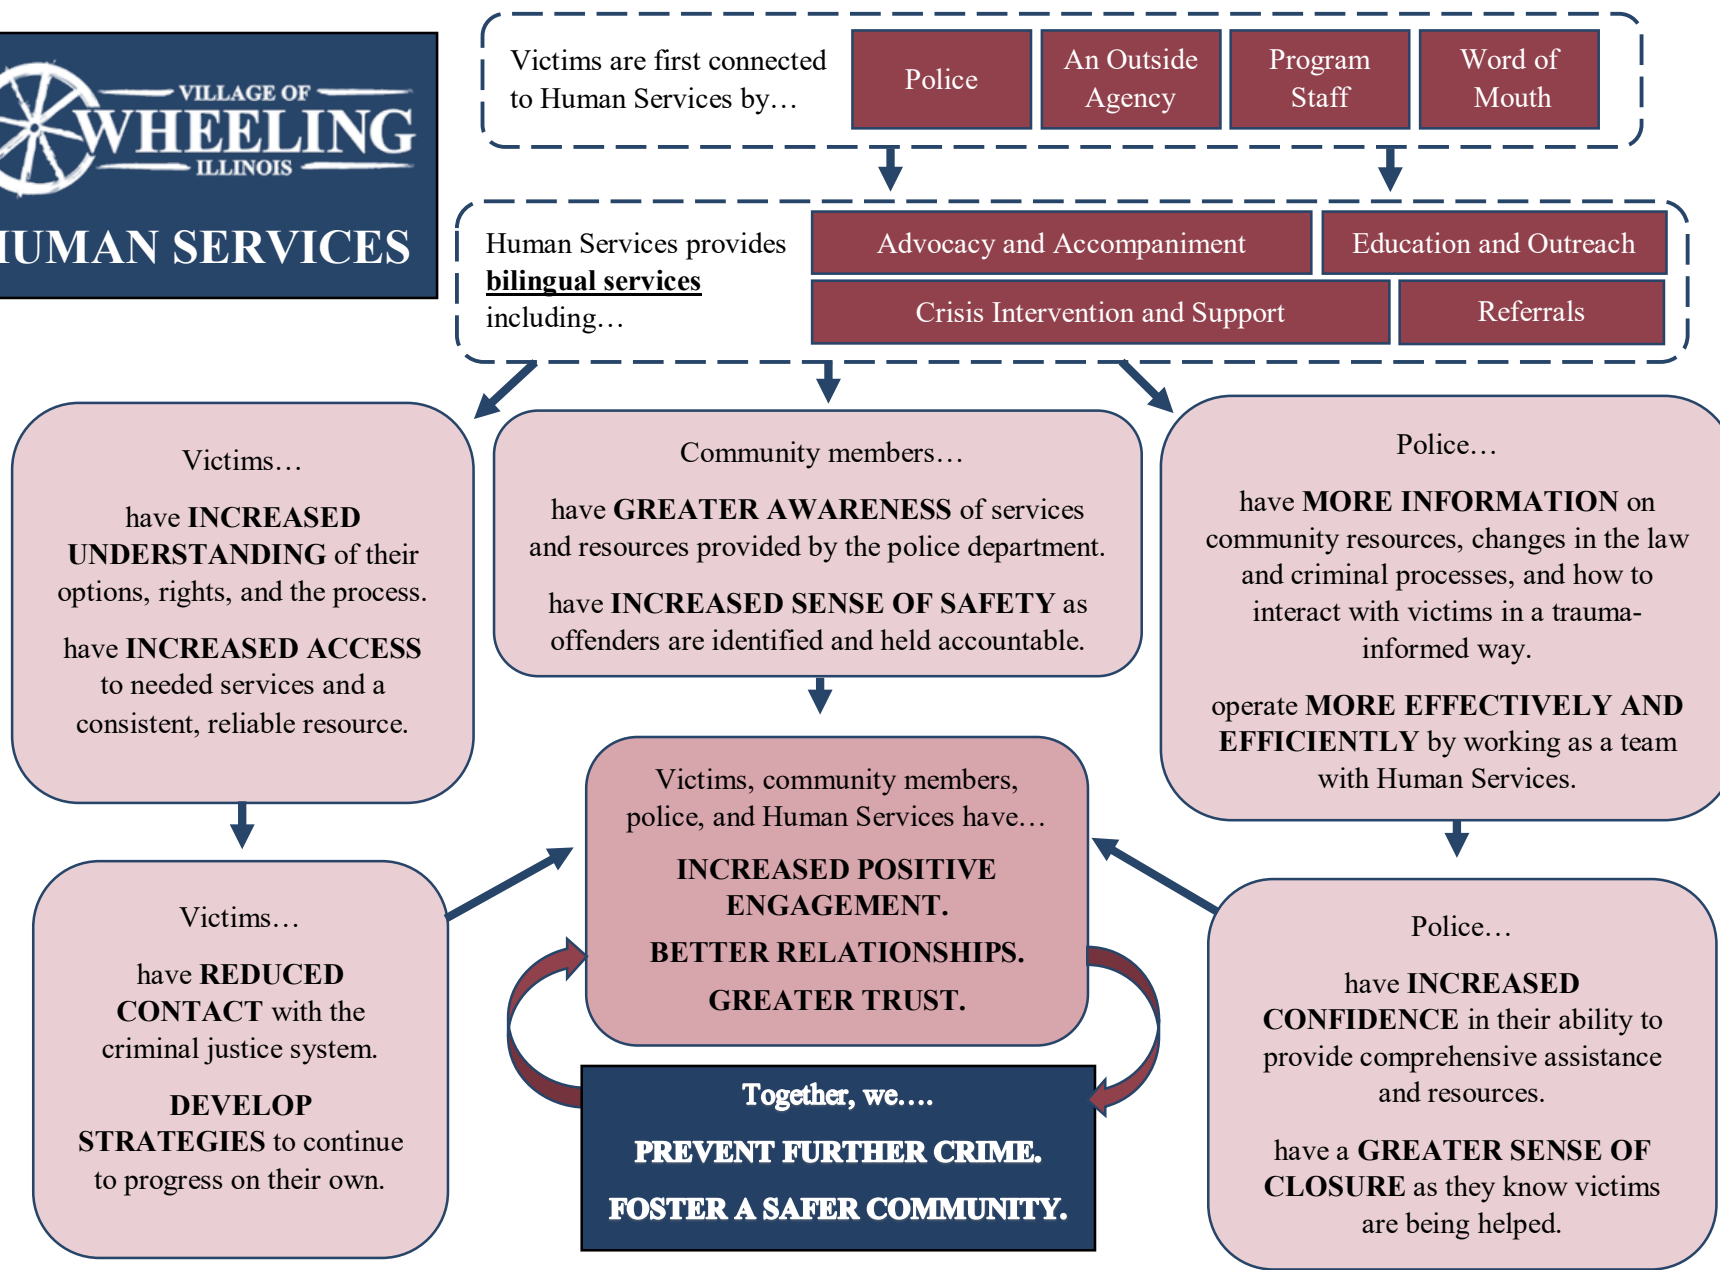 VILLAGE OF
WHEELING
ILLINOIS
HUMAN SERVICES
Victims are first connected
to Human Services by…
Police
An Outside
Agency
Program
Staff
Word of
Mouth
Human Services provides
bilingual services
including…
Advocacy and Accompaniment
Education and Outreach
Crisis Intervention and Support
Referrals
Victims…
have INCREASED
UNDERSTANDING of their
options, rights, and the process.
have INCREASED ACCESS
to needed services and a
consistent, reliable resource.
Community members…
have GREATER AWARENESS of services
and resources provided by the police department.
have INCREASED SENSE OF SAFETY as
offenders are identified and held accountable.
Police…
have MORE INFORMATION on
community resources, changes in the law
and criminal processes, and how to
interact with victims in a trauma-
informed way.
operate MORE EFFECTIVELY AND
EFFICIENTLY by working as a team
with Human Services.
Victims…
have REDUCED
CONTACT with the
criminal justice system.
DEVELOP
STRATEGIES to continue
to progress on their own.
Victims, community members,
police, and Human Services have…
INCREASED POSITIVE
ENGAGEMENT.
BETTER RELATIONSHIPS.
GREATER TRUST.
Together, we….
PREVENT FURTHER CRIME.
FOSTER A SAFER COMMUNITY.
Police…
have INCREASED
CONFIDENCE in their ability to
provide comprehensive assistance
and resources.
have a GREATER SENSE OF
CLOSURE as they know victims
are being helped.